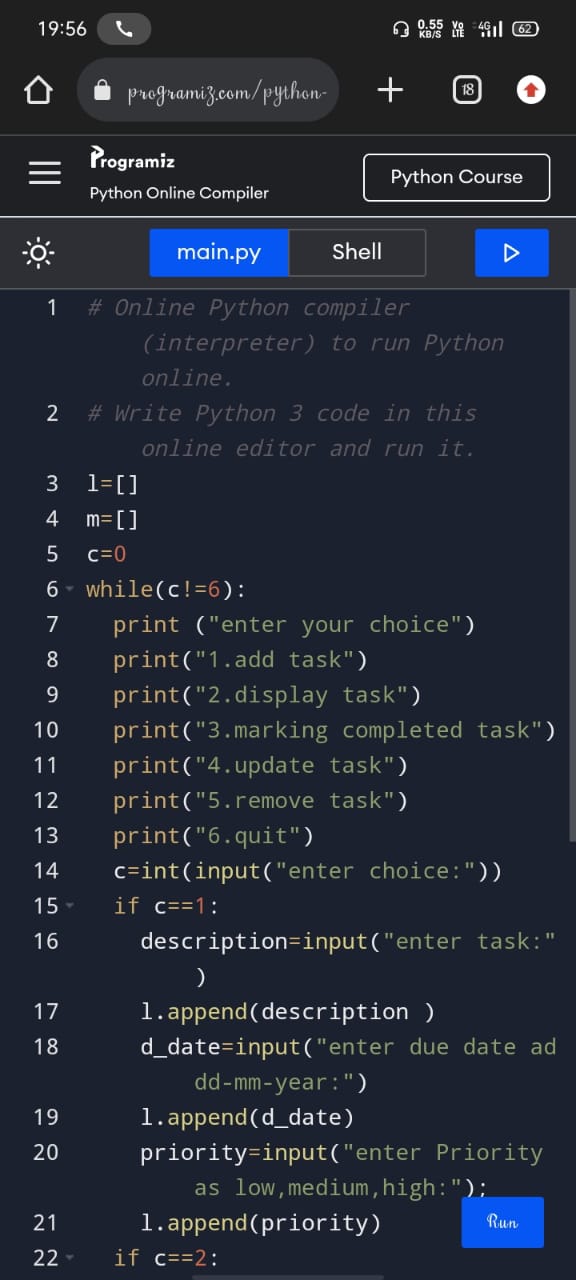 19:56
0.55 KB/S Vo LTE 4G 62
programiz.com/python-
18
Programiz
Python Online Compiler
Python Course
main.py
Shell
1 # Online Python compiler
(interpreter) to run Python
online.
2 # Write Python 3 code in this
online editor and run it.
3 l=[]
4 m=[]
5 c=0
6 while(c!=6):
7 print ("enter your choice")
8 print("1.add task")
9 print("2.display task")
10 print("3.marking completed task")
11 print("4.update task")
12 print("5.remove task")
13 print("6.quit")
14 c=int(input("enter choice:"))
15 if c==1:
16 description=input("enter task:"
)
17 l.append(description )
18 d_date=input("enter due date ad
dd-mm-year:")
19 l.append(d_date)
20 priority=input("enter Priority
as low,medium,high:");
21 l.append(priority)
Run
22 if c==2: